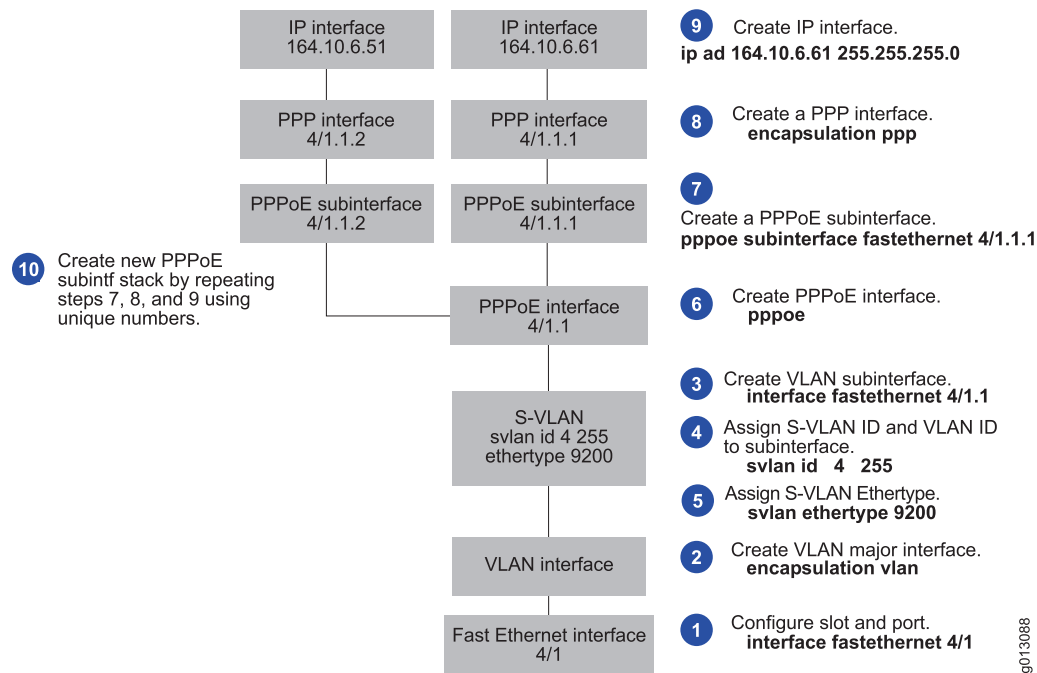 IP interface
164.10.6.51
IP interface
164.10.6.61
9 Create IP interface.
ip ad 164.10.6.61 255.255.255.0
PPP interface
4/1.1.2
PPP interface
4/1.1.1
8 Create a PPP interface.
encapsulation ppp
PPPoE subinterface
4/1.1.2
PPPoE subinterface
4/1.1.1
7
Create a PPPoE subinterface.
pppoe subinterface fastethernet 4/1.1.1
10 Create new PPPoE
subintf stack by repeating
steps 7, 8, and 9 using
unique numbers.
PPPoE interface
4/1.1
6 Create PPPoE interface.
pppoe
S-VLAN
svlan id 4 255
ethertype 9200
3 Create VLAN subinterface.
interface fastethernet 4/1.1
4 Assign S-VLAN ID and VLAN ID
to subinterface.
svlan id 4 255
5 Assign S-VLAN Ethertype.
svlan ethertype 9200
VLAN interface
2 Create VLAN major interface.
encapsulation vlan
Fast Ethernet interface
4/1
1 Configure slot and port.
interface fastethernet 4/1
g013088